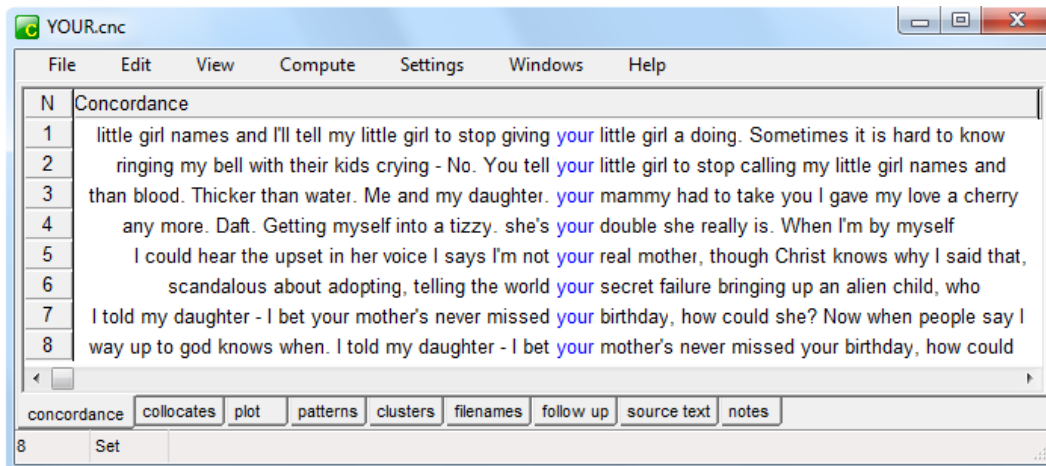 YOUR.cnc
File Edit View Compute Settings Windows Help
N Concordance
1 little girl names and I'll tell my little girl to stop giving your little girl a doing. Sometimes it is hard to know
2 ringing my bell with their kids crying - No. You tell your little girl to stop calling my little girl names and
3 than blood. Thicker than water. Me and my daughter. your mammy had to take you I gave my love a cherry
4 any more. Daft. Getting myself into a tizzy. she's your double she really is. When I'm by myself
5 I could hear the upset in her voice I says I'm not your real mother, though Christ knows why I said that,
6 scandalous about adopting, telling the world your secret failure bringing up an alien child, who
7 I told my daughter - I bet your mother's never missed your birthday, how could she? Now when people say I
8 way up to god knows when. I told my daughter - I bet your mother's never missed your birthday, how could
concordance collocates plot patterns clusters filenames follow up source text notes
8 Set